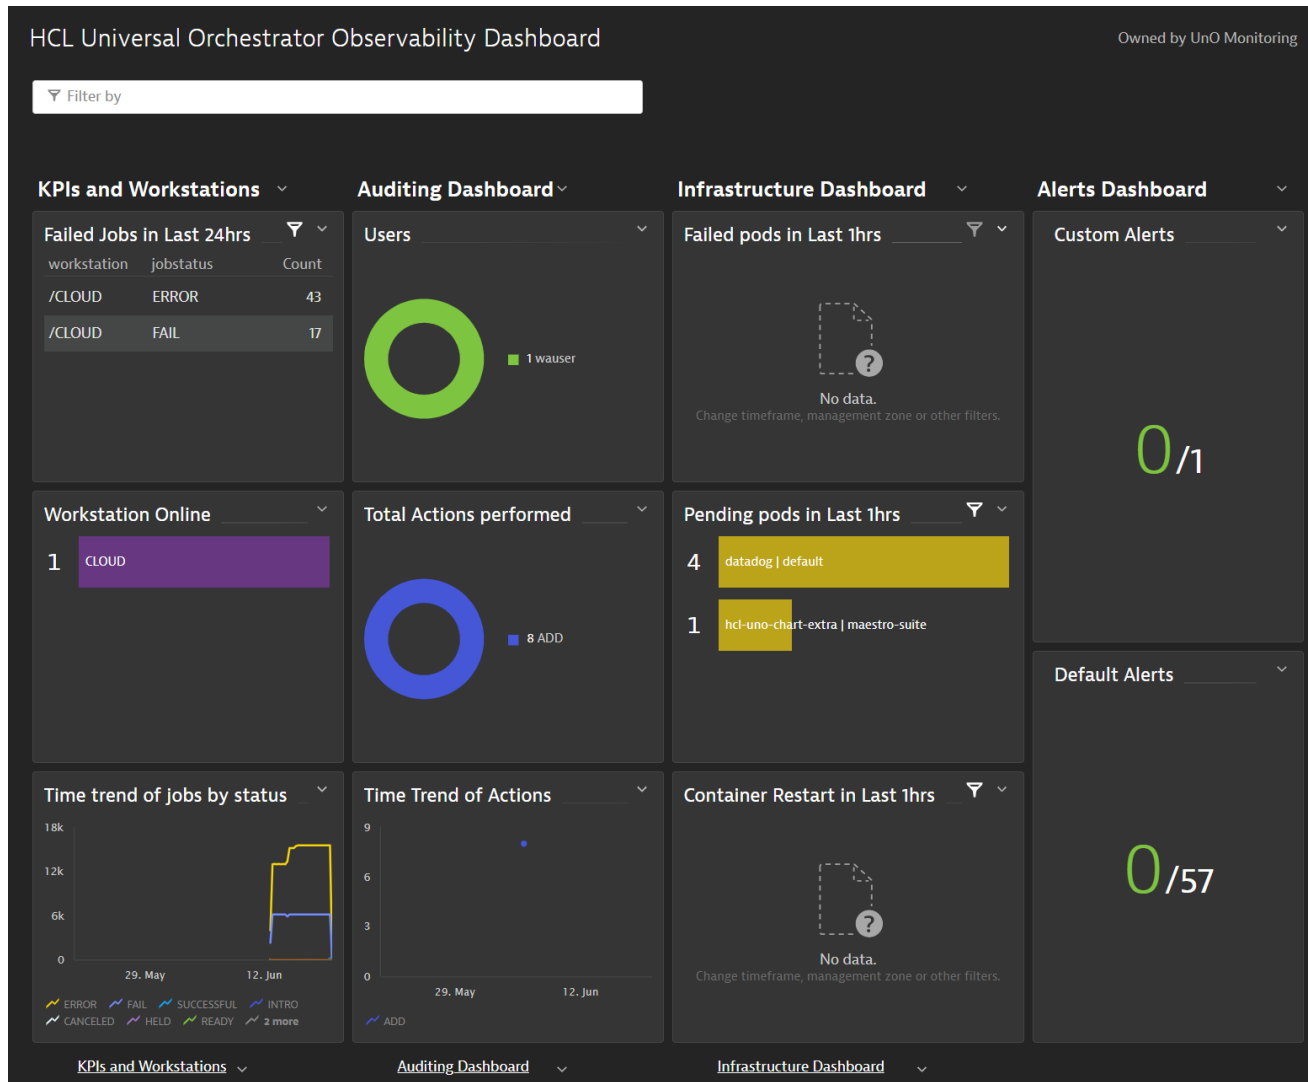 HCL Universal Orchestrator Observability Dashboard
Owned by UnO Monitoring
Filter by
KPIs and Workstations
Failed Jobs in Last 24hrs
workstation jobstatus Count
/CLOUD ERROR 43
/CLOUD FAIL 17
Workstation Online
1 CLOUD
Time trend of jobs by status
18k
12k
6k
0
29. May 12. Jun
ERROR FAIL SUCCESSFUL INTRO
CANCELED HELD READY 2 more
KPIs and Workstations
Auditing Dashboard
Users
1 wauser
Total Actions performed
8 ADD
Time Trend of Actions
9
6
3
0
29. May 12. Jun
ADD
Auditing Dashboard
Infrastructure Dashboard
Failed pods in Last 1hrs
?
No data.
Change timeframe, management zone or other filters.
Pending pods in Last 1hrs
4 datadog | default
1 hcl-uno-chart-extra | maestro-suite
Container Restart in Last 1hrs
?
No data.
Change timeframe, management zone or other filters.
Infrastructure Dashboard
Alerts Dashboard
Custom Alerts
0/1
Default Alerts
0/57